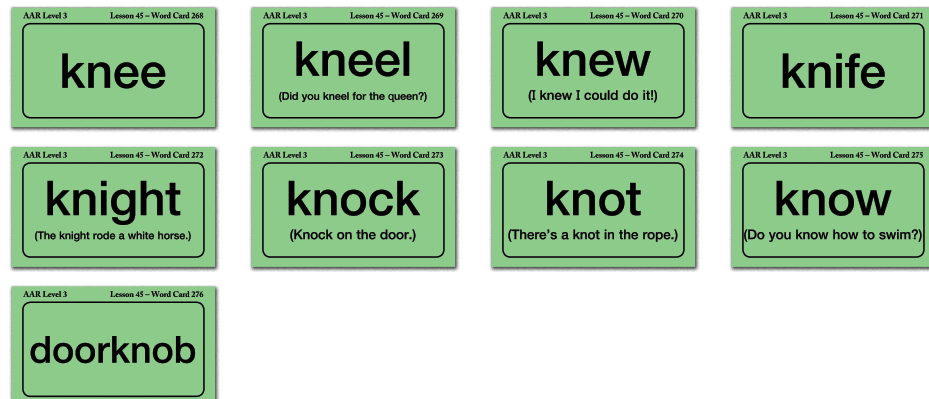 AAR Level 3 Lesson 45 – Word Card 268
knee
AAR Level 3 Lesson 45 – Word Card 269
kneel
(Did you kneel for the queen?)
AAR Level 3 Lesson 45 – Word Card 270
knew
(I knew I could do it!)
AAR Level 3 Lesson 45 – Word Card 271
knife
AAR Level 3 Lesson 45 – Word Card 272
knight
(The knight rode a white horse.)
AAR Level 3 Lesson 45 – Word Card 273
knock
(Knock on the door.)
AAR Level 3 Lesson 45 – Word Card 274
knot
(There's a knot in the rope.)
AAR Level 3 Lesson 45 – Word Card 275
know
(Do you know how to swim?)
AAR Level 3 Lesson 45 – Word Card 276
doorknob